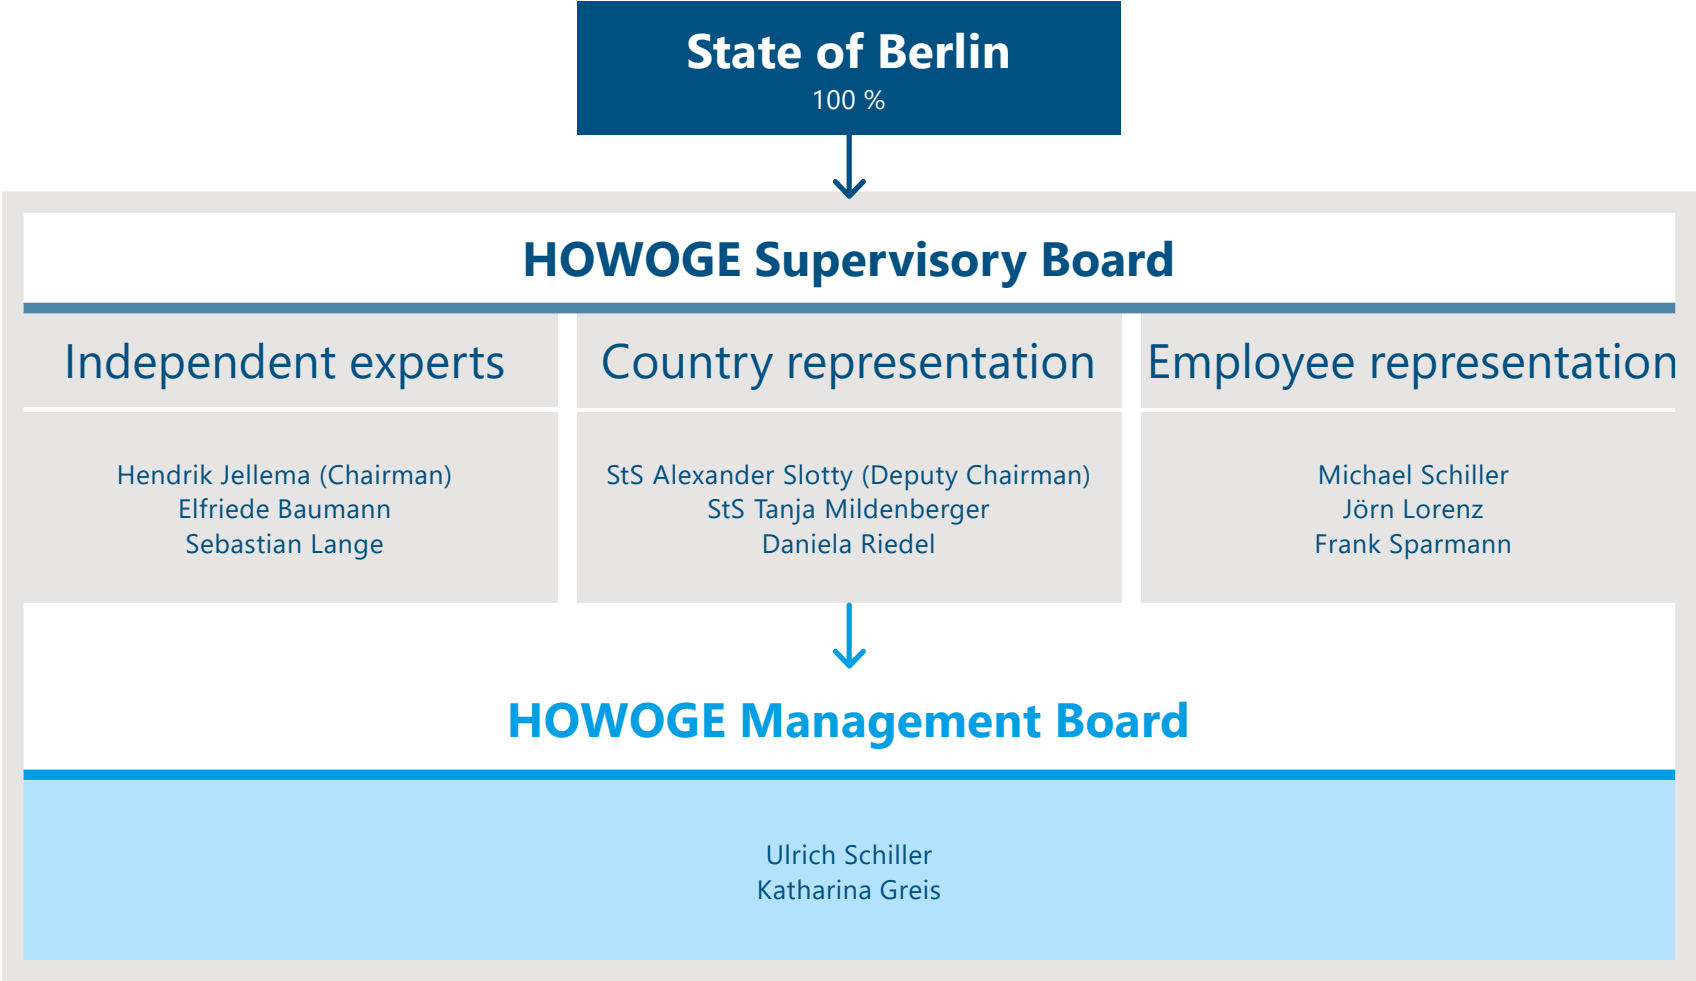 State of Berlin
100 %
HOWOGE Supervisory Board
Independent experts
Hendrik Jellema (Chairman)
Elfriede Baumann
Sebastian Lange
Country representation
StS Alexander Slotty (Deputy Chairman)
StS Tanja Mildenberger
Daniela Riedel
Employee representation
Michael Schiller
Jörn Lorenz
Frank Sparmann
HOWOGE Management Board
Ulrich Schiller
Katharina Greis